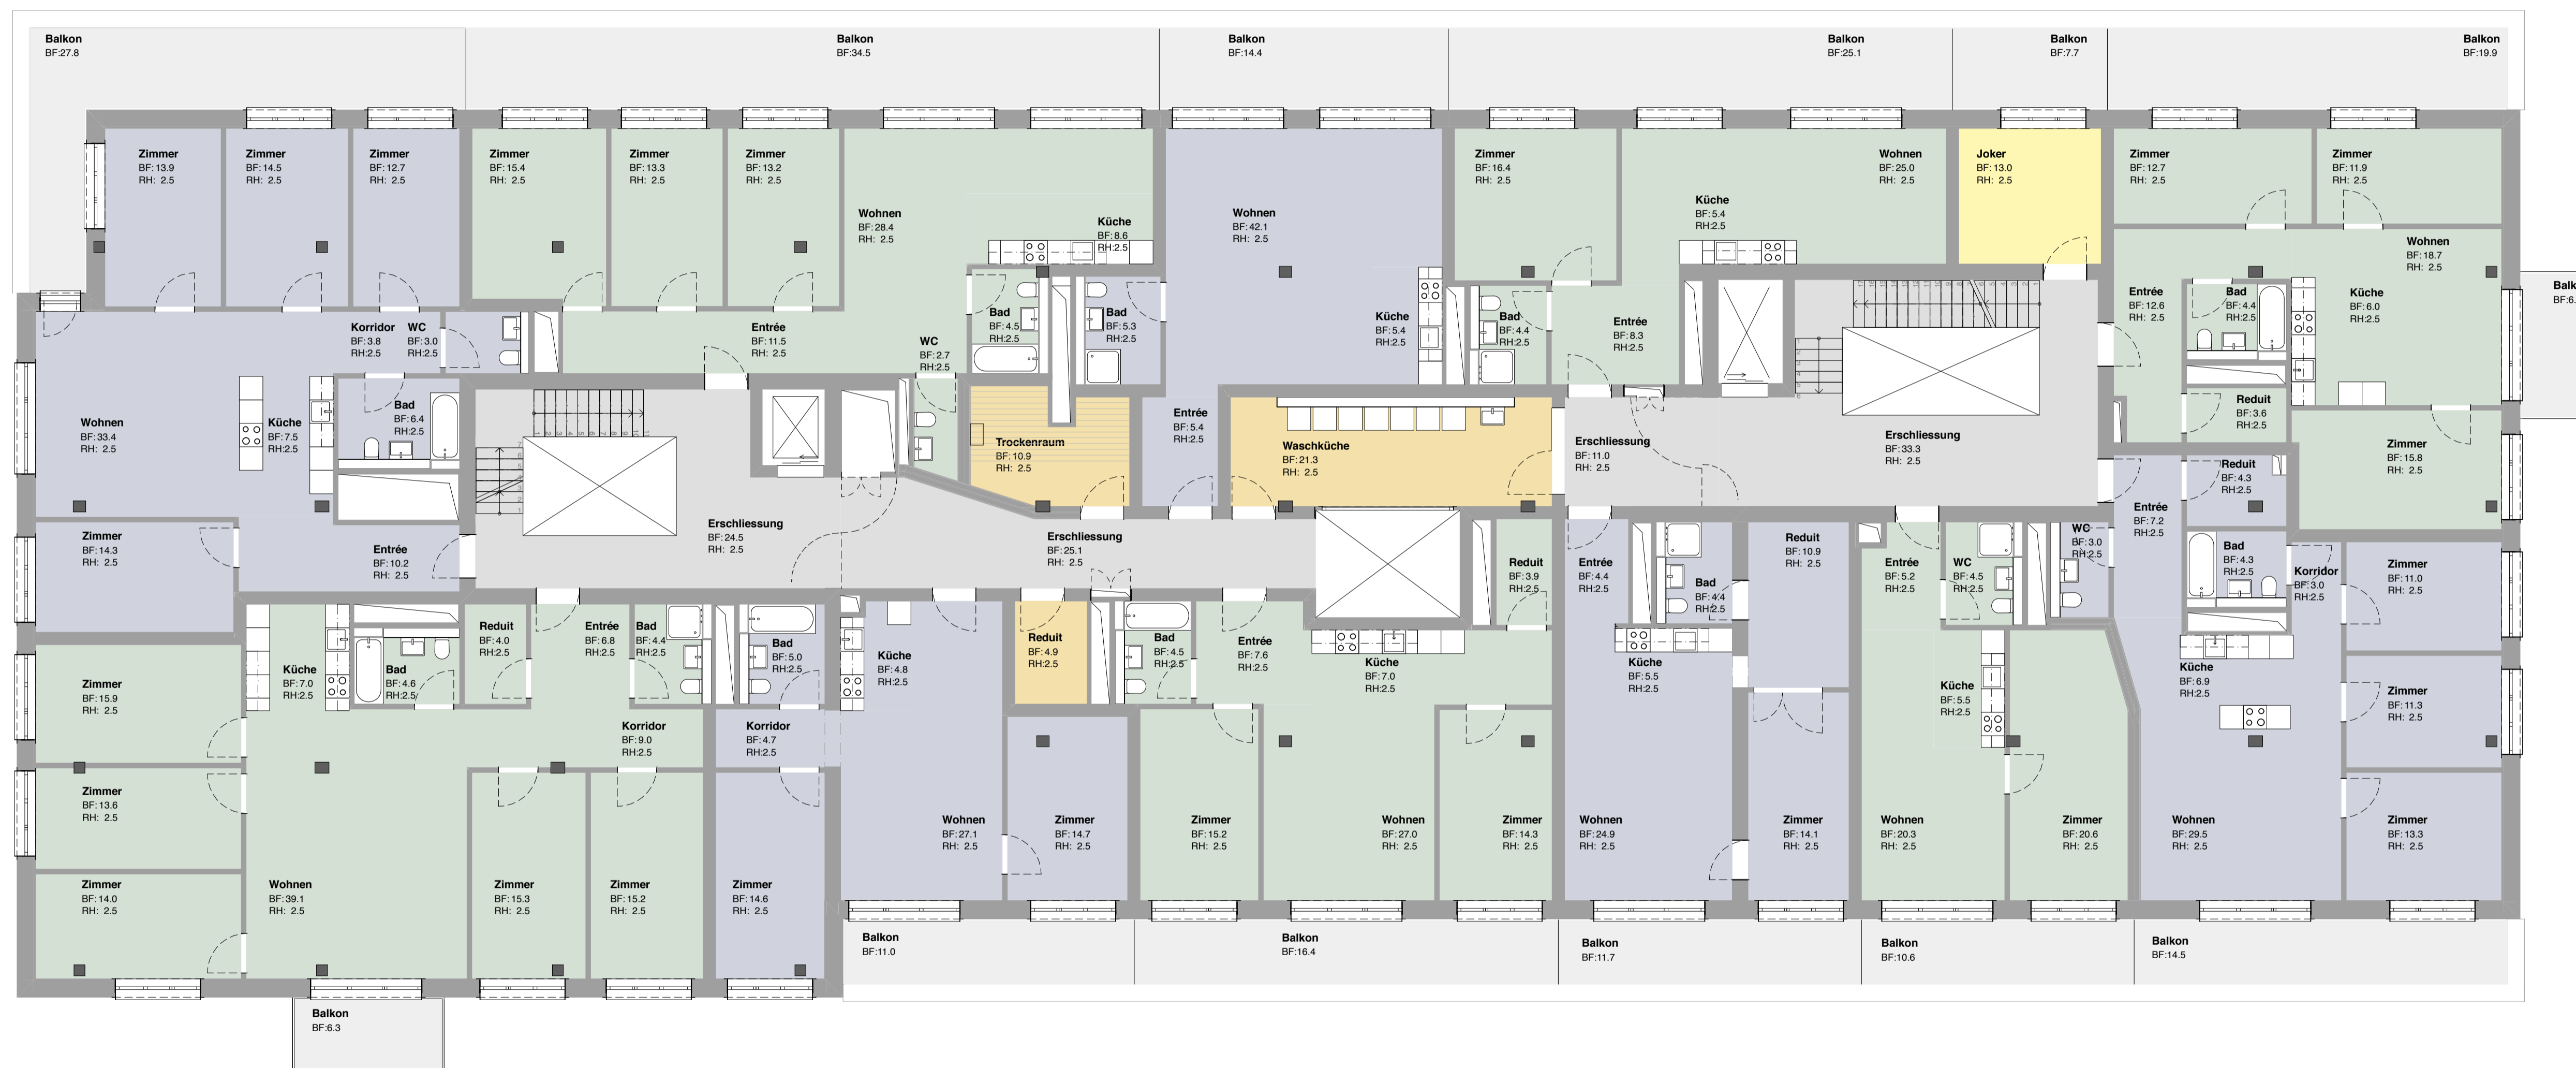 Balkon
BF:27.8
Balkon
BF:34.5
Balkon
BF:14.4
Balkon
BF:25.1
Balkon
BF:7.7
Balkon
BF:19.9
Zimmer
BF: 13.9
RH: 2.5
Zimmer
BF: 14.5
RH: 2.5
Zimmer
BF: 12.7
RH: 2.5
Zimmer
BF: 15.4
RH: 2.5
Zimmer
BF: 13.3
RH: 2.5
Zimmer
BF: 13.2
RH: 2.5
Wohnen
BF: 28.4
RH: 2.5
Küche
BF: 8.6
RH:2.5
Wohnen
BF: 42.1
RH: 2.5
Zimmer
BF: 16.4
RH: 2.5
Küche
BF: 5.4
RH:2.5
Wohnen
BF: 25.0
RH: 2.5
Joker
BF: 13.0
RH: 2.5
Zimmer
BF: 12.7
RH: 2.5
Zimmer
BF: 11.9
RH: 2.5
Wohnen
BF: 18.7
RH: 2.5
Korridor
BF: 3.8
RH:2.5
WC
BF: 3.0
RH:2.5
Entrée
BF: 11.5
RH: 2.5
WC
BF: 2.7
RH:2.5
Bad
BF: 4.5
RH:2.5
Bad
BF: 5.3
RH:2.5
Küche
BF: 5.4
RH:2.5
Bad
BF: 4.4
RH:2.5
Entrée
BF: 8.3
RH:2.5
Entrée
BF: 12.6
RH: 2.5
Bad
BF: 4.4
RH:2.5
Küche
BF: 6.0
RH:2.5
Wohnen
BF: 33.4
RH: 2.5
Küche
BF: 7.5
RH:2.5
Bad
BF: 6.4
RH:2.5
Trockenraum
BF: 10.9
RH: 2.5
Entrée
BF: 5.4
RH:2.5
Waschküche
BF: 21.3
RH: 2.5
Erschliessung
BF: 11.0
RH: 2.5
Erschliessung
BF: 33.3
RH: 2.5
Reduit
BF: 3.6
RH:2.5
Zimmer
BF: 15.8
RH: 2.5
Reduit
BF: 4.3
RH:2.5
Zimmer
BF: 14.3
RH: 2.5
Entrée
BF: 10.2
RH: 2.5
Erschliessung
BF: 24.5
RH: 2.5
Erschliessung
BF: 25.1
RH: 2.5
Reduit
BF: 3.9
RH:2.5
Entrée
BF: 4.4
RH:2.5
Bad
BF: 4.4
RH:2.5
Reduit
BF: 10.9
RH: 2.5
Entrée
BF: 5.2
RH:2.5
WC
BF: 4.5
RH:2.5
WC
BF: 3.0
RH:2.5
Entrée
BF: 7.2
RH:2.5
Bad
BF: 4.3
RH:2.5
Korridor
BF: 3.0
RH:2.5
Zimmer
BF: 11.0
RH: 2.5
Zimmer
BF: 15.9
RH: 2.5
Küche
BF: 7.0
RH:2.5
Bad
BF: 4.6
RH:2.5
Reduit
BF: 4.0
RH:2.5
Entrée
BF: 6.8
RH:2.5
Bad
BF: 4.4
RH:2.5
Bad
BF: 5.0
RH:2.5
Küche
BF: 4.8
RH:2.5
Reduit
BF: 4.9
RH:2.5
Bad
BF: 4.5
RH:2.5
Entrée
BF: 7.6
RH:2.5
Küche
BF: 7.0
RH:2.5
Küche
BF: 5.5
RH:2.5
Küche
BF: 5.5
RH:2.5
Küche
BF: 6.9
RH:2.5
Zimmer
BF: 11.3
RH: 2.5
Korridor
BF: 9.0
RH:2.5
Korridor
BF: 4.7
RH:2.5
Zimmer
BF: 13.6
RH: 2.5
Wohnen
BF: 27.1
RH: 2.5
Zimmer
BF: 14.7
RH: 2.5
Zimmer
BF: 15.2
RH: 2.5
Wohnen
BF: 27.0
RH: 2.5
Zimmer
BF: 14.3
RH: 2.5
Wohnen
BF: 24.9
RH: 2.5
Zimmer
BF: 14.1
RH: 2.5
Wohnen
BF: 20.3
RH: 2.5
Zimmer
BF: 20.6
RH: 2.5
Wohnen
BF: 29.5
RH: 2.5
Zimmer
BF: 13.3
RH: 2.5
Zimmer
BF: 14.0
RH: 2.5
Wohnen
BF: 39.1
RH: 2.5
Zimmer
BF: 15.3
RH: 2.5
Zimmer
BF: 15.2
RH: 2.5
Zimmer
BF: 14.6
RH: 2.5
Balkon
BF:11.0
Balkon
BF:16.4
Balkon
BF:11.7
Balkon
BF:10.6
Balkon
BF:14.5
Balkon
BF:6.3